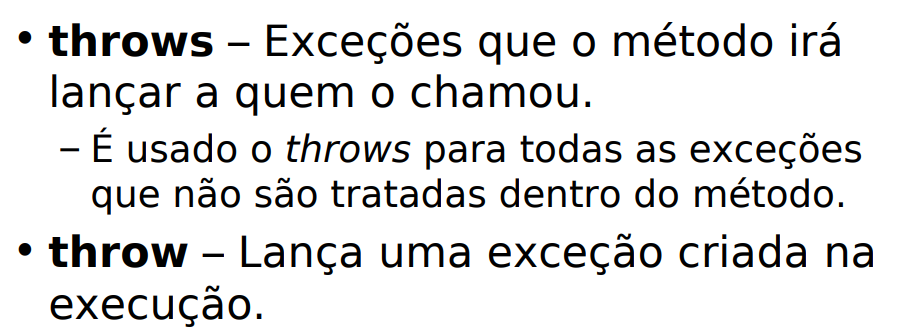 • throws – Exceções que o método irá
lançar a quem o chamou.
– É usado o throws para todas as exceções
que não são tratadas dentro do método.
• throw – Lança uma exceção criada na
execução.